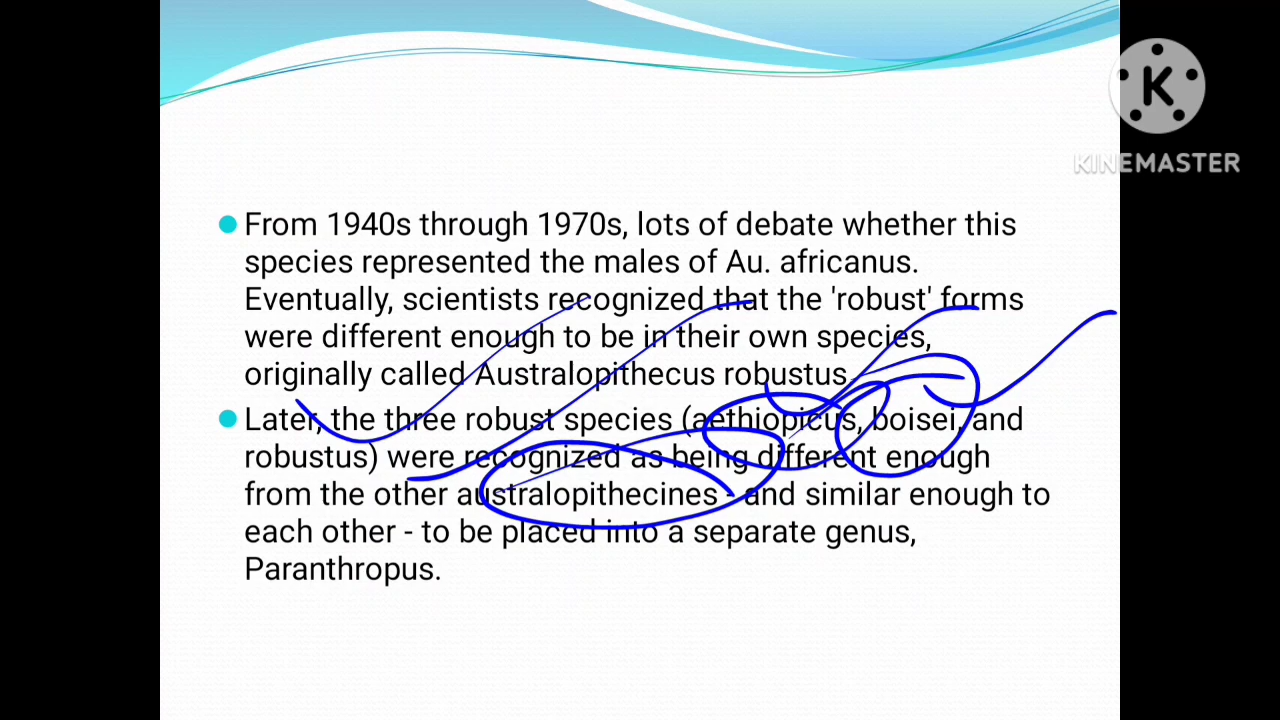 K
KINEMASTER
From 1940s through 1970s, lots of debate whether this
species represented the males of Au. africanus.
Eventually, scientists recognized that the 'robust' forms
were different enough to be in their own species,
originally called Australopithecus robustus.
Later, the three robust species (aethiopicus, boisei, and
robustus) were recognized as being different enough
from the other australopithecines - and similar enough to
each other - to be placed into a separate genus,
Paranthropus.